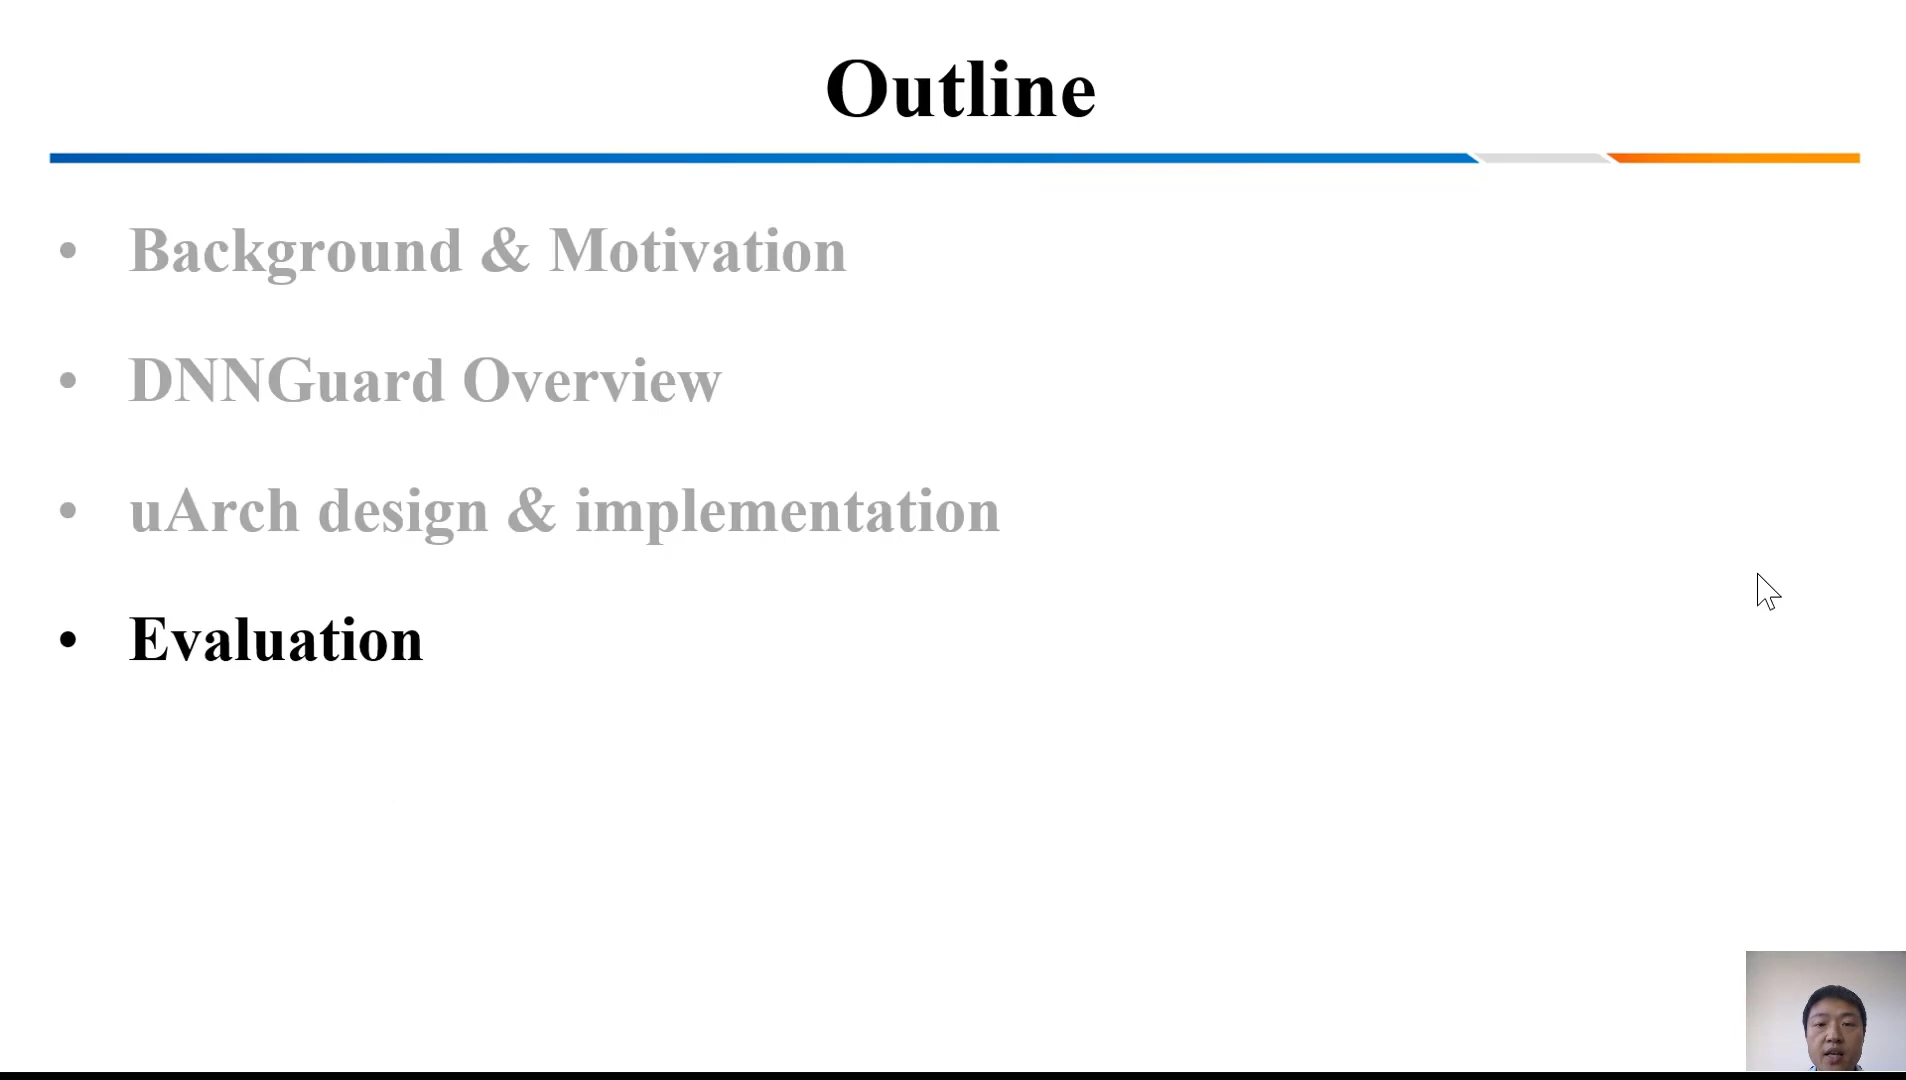 Outline
• Background & Motivation
• DNNGuard Overview
• uArch design & implementation
• Evaluation